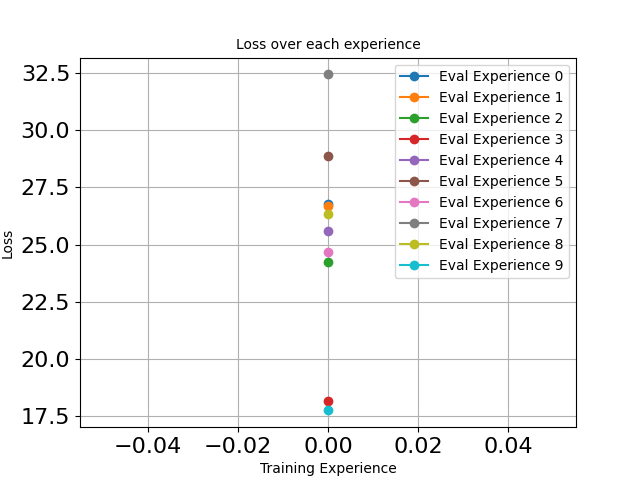 Loss over each experience
32.5
30.0
27.5
25.0
22.5
20.0
17.5
Loss
Eval Experience 0
Eval Experience 1
Eval Experience 2
Eval Experience 3
Eval Experience 4
Eval Experience 5
Eval Experience 6
Eval Experience 7
Eval Experience 8
Eval Experience 9
−0.04 −0.02 0.00 0.02 0.04
Training Experience